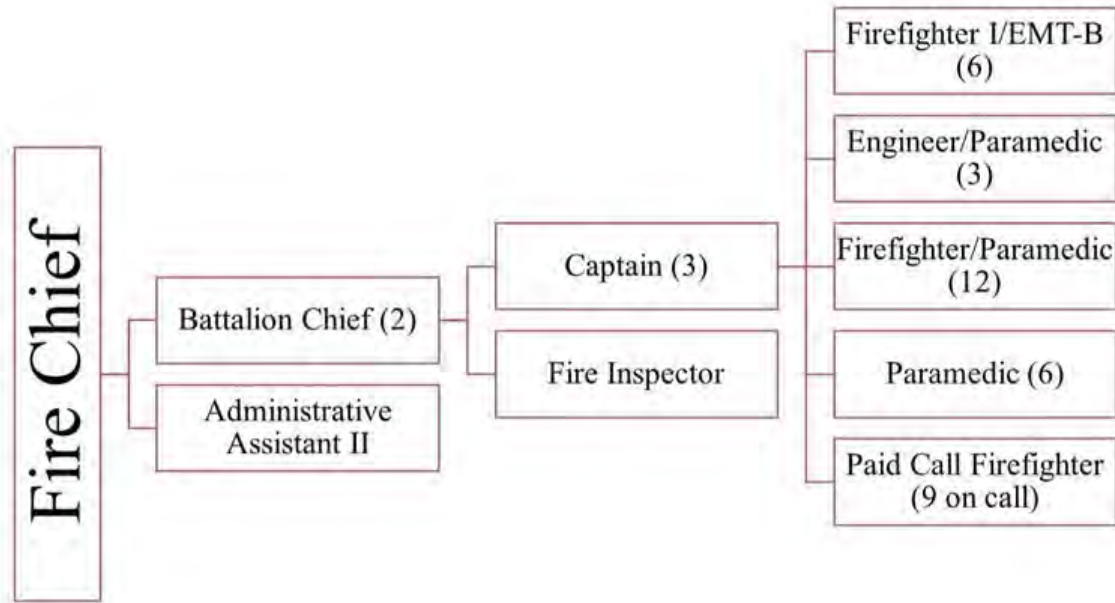 Fire Chief
Battalion Chief (2)
Administrative
Assistant II
Captain (3)
Fire Inspector
Firefighter I/EMT-B
(6)
Engineer/Paramedic
(3)
Firefighter/Paramedic
(12)
Paramedic (6)
Paid Call Firefighter
(9 on call)